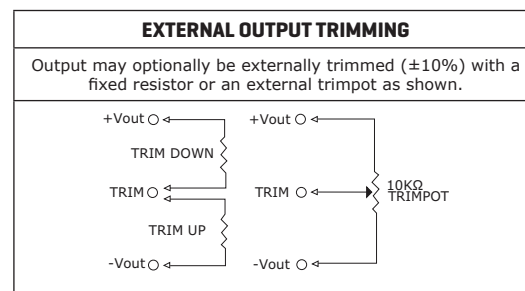 EXTERNAL OUTPUT TRIMMING
Output may optionally be externally trimmed (±10%) with a
fixed resistor or an external trimpot as shown.
+Vout
TRIM DOWN
TRIM
TRIM UP
-Vout
+Vout
TRIM
10KΩ
TRIMPOT
-Vout